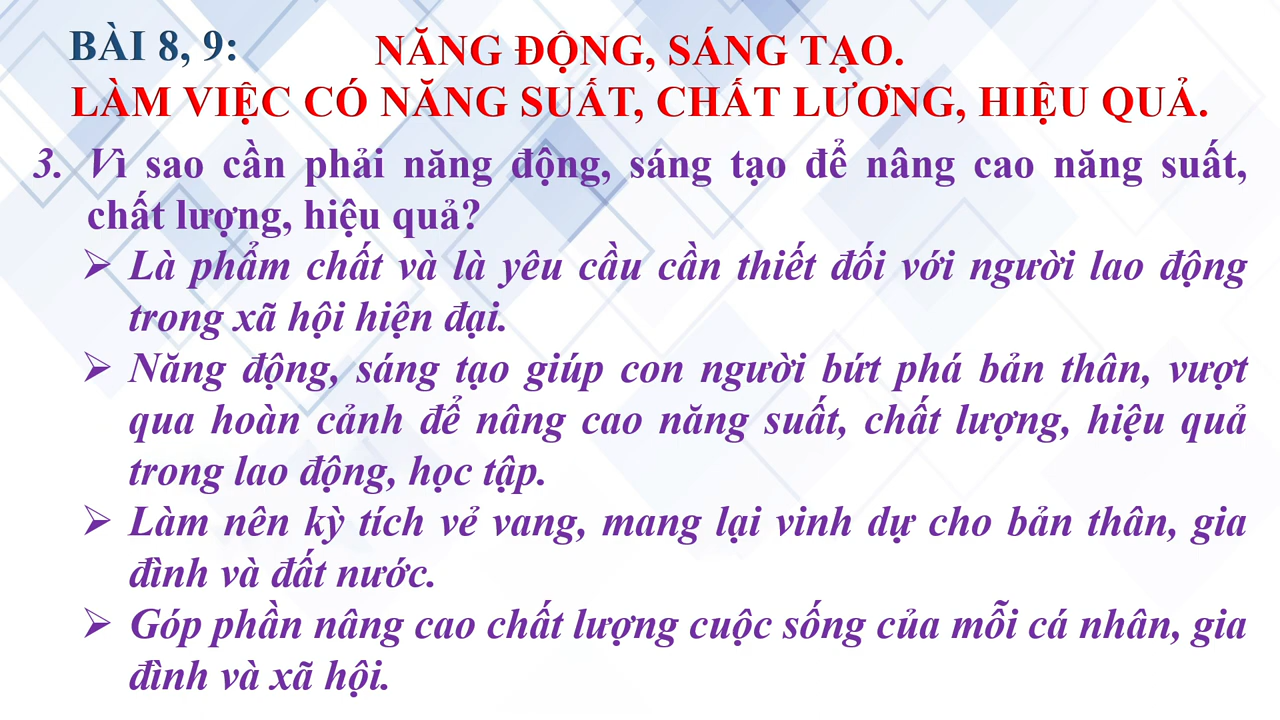 BÀI 8, 9:
NĂNG ĐỘNG, SÁNG TẠO.
LÀM VIỆC CÓ NĂNG SUẤT, CHẤT LƯƠNG, HIỆU QUẢ.
3. Vì sao cần phải năng động, sáng tạo để nâng cao năng suất,
chất lượng, hiệu quả?
➢ Là phẩm chất và là yêu cầu cần thiết đối với người lao động
trong xã hội hiện đại.
➢ Năng động, sáng tạo giúp con người bứt phá bản thân, vượt
qua hoàn cảnh để nâng cao năng suất, chất lượng, hiệu quả
trong lao động, học tập.
➢ Làm nên kỳ tích vẻ vang, mang lại vinh dự cho bản thân, gia
đình và đất nước.
➢ Góp phần nâng cao chất lượng cuộc sống của mỗi cá nhân, gia
đình và xã hội.